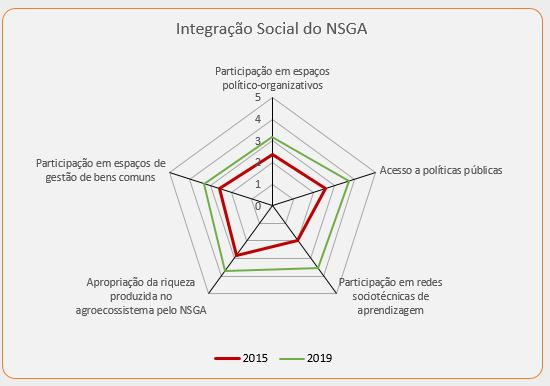 Integração Social do NSGA
Participação em espaços
político-organizativos
5
4
3
2
1
0
Acesso a políticas públicas
Participação em redes
sociotécnicas de
aprendizagem
Apropriação da riqueza
produzida no
agroecossistema pelo NSGA
Participação em espaços de
gestão de bens comuns
2015
2019